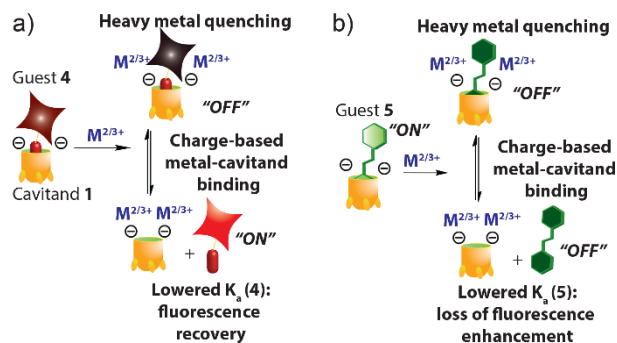 a)
Heavy metal quenching
M2/3+ M2/3+
⊖ ⊖
Guest 4
"OFF"
M2/3+
⊖ ⊖
Charge-based
metal-cavitand
binding
Cavitand 1
M2/3+ M2/3+
⊖ ⊖
"ON"
+
Lowered Ka (4):
fluorescence
recovery
b)
Heavy metal quenching
M2/3+ M2/3+
⊖ ⊖
"OFF"
Guest 5
"ON"
M2/3+
⊖ ⊖
Charge-based
metal-cavitand
binding
M2/3+ M2/3+
⊖ ⊖
+
"OFF"
Lowered Ka (5):
loss of fluorescence
enhancement